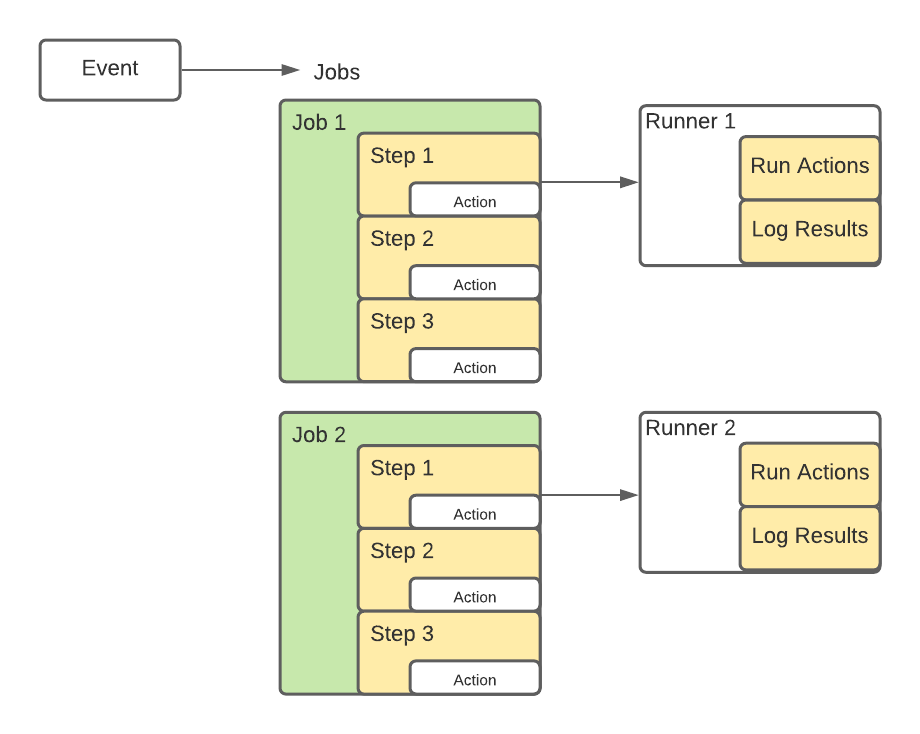 Event
Jobs
Job 1
Step 1
Action
Step 2
Action
Step 3
Action
Runner 1
Run Actions
Log Results
Job 2
Step 1
Action
Step 2
Action
Step 3
Action
Runner 2
Run Actions
Log Results